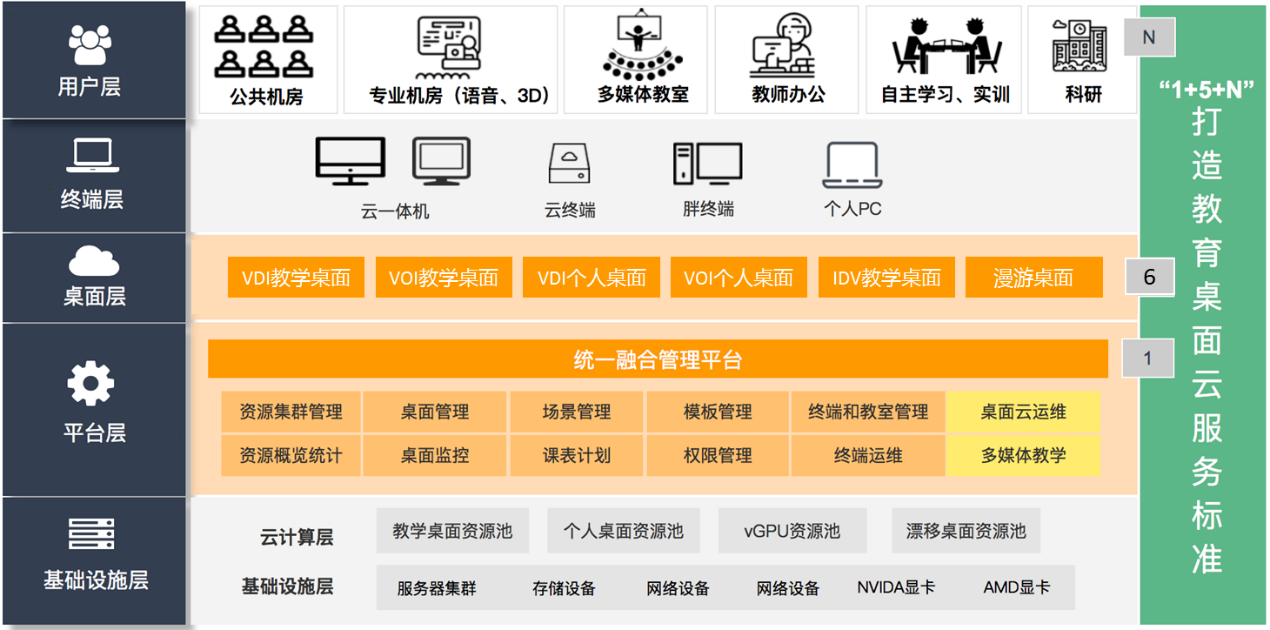 用户层
公共机房
专业机房（语音、3D）
多媒体教室
教师办公
自主学习、实训
科研
N
终端层
云一体机
云终端
胖终端
个人PC
桌面层
VDI教学桌面
VOI教学桌面
VDI个人桌面
VOI个人桌面
IDV教学桌面
漫游桌面
6
平台层
统一融合管理平台
1
资源集群管理
桌面管理
场景管理
模板管理
终端和教室管理
桌面云运维
资源概览统计
桌面监控
课表计划
权限管理
终端运维
多媒体教学
基础设施层
云计算层
教学桌面资源池
个人桌面资源池
vGPU资源池
漂移桌面资源池
基础设施层
服务器集群
存储设备
网络设备
网络设备
NVIDA显卡
AMD显卡
“1+5+N”
打造教育桌面云服务标准